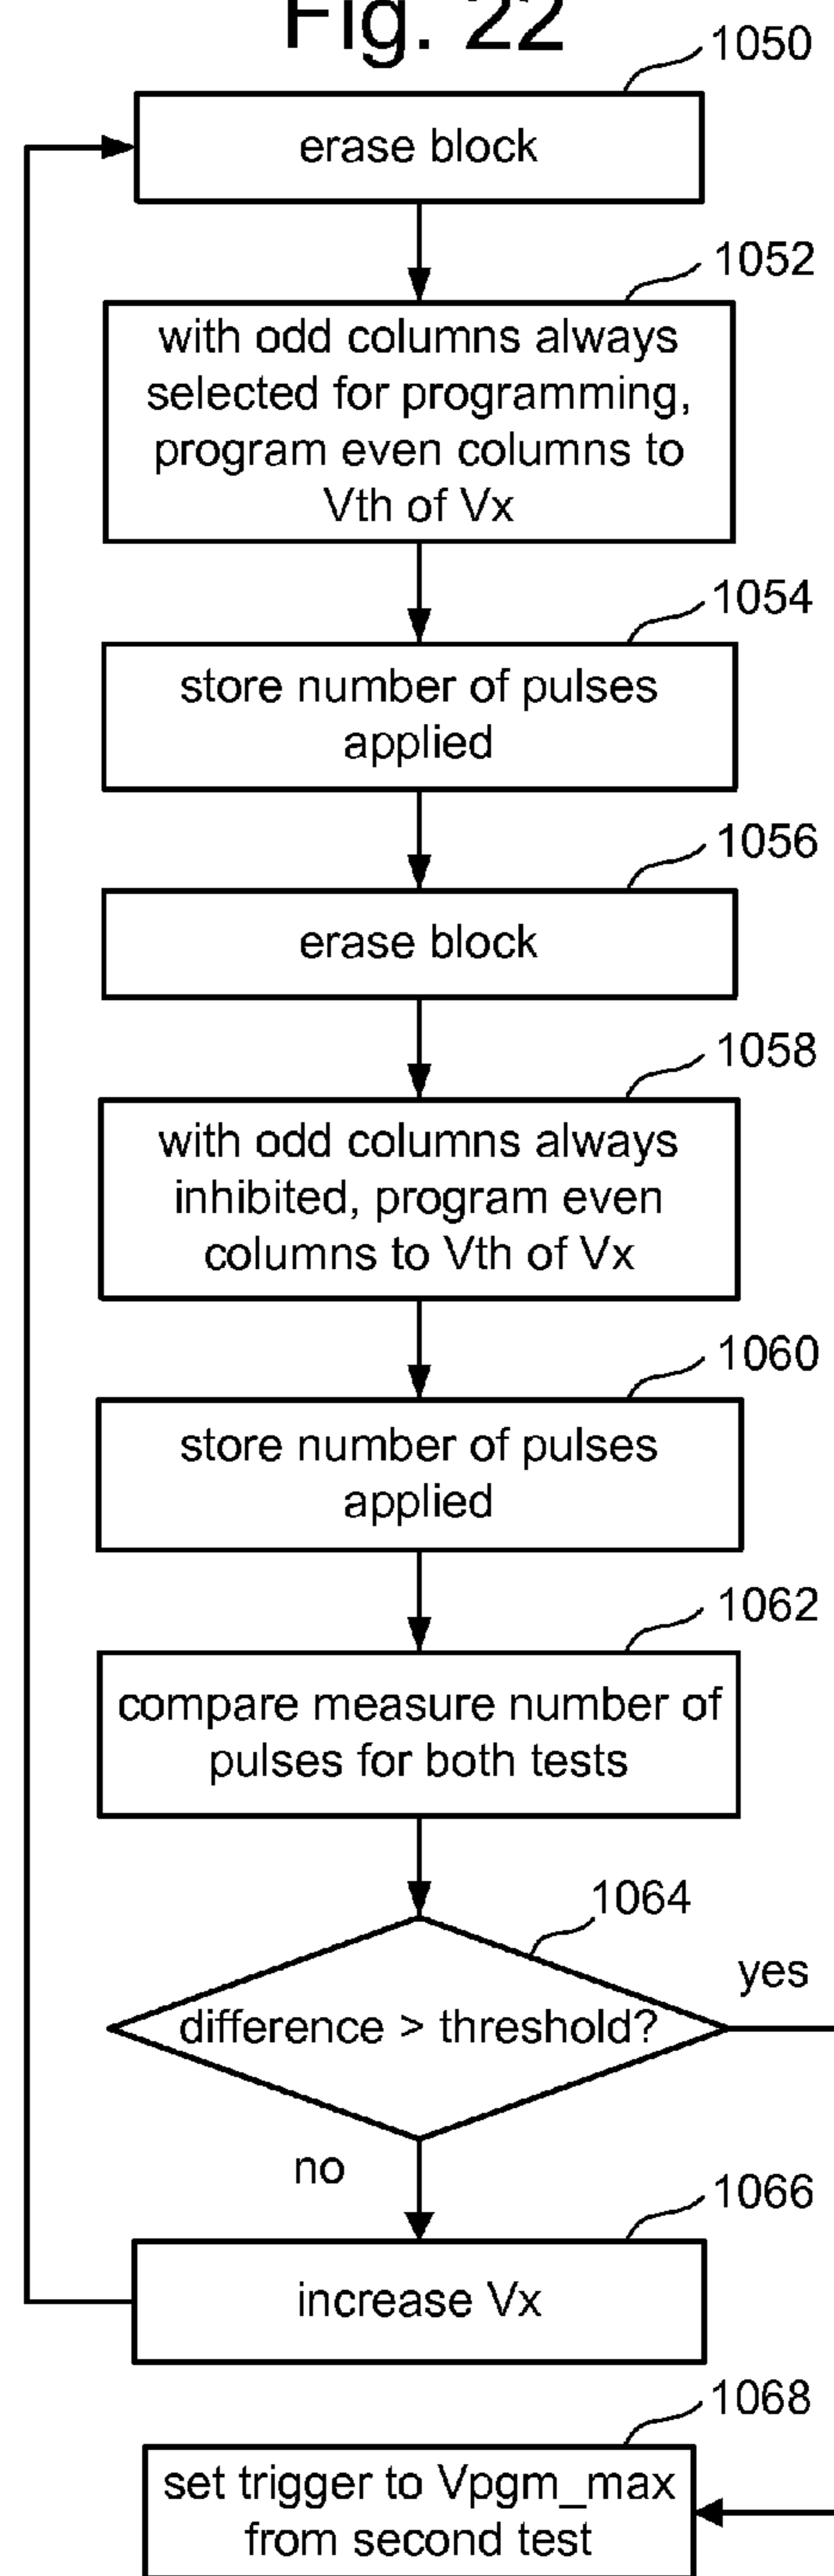 Fig. 22
1050
erase block
1052
with odd columns always
selected for programming,
program even columns to
Vth of Vx
1054
store number of pulses
applied
1056
erase block
1058
with odd columns always
inhibited, program even
columns to Vth of Vx
1060
store number of pulses
applied
1062
compare measure number of
pulses for both tests
1064
difference > threshold?
yes
no
1066
increase Vx
1068
set trigger to Vpgm_max
from second test